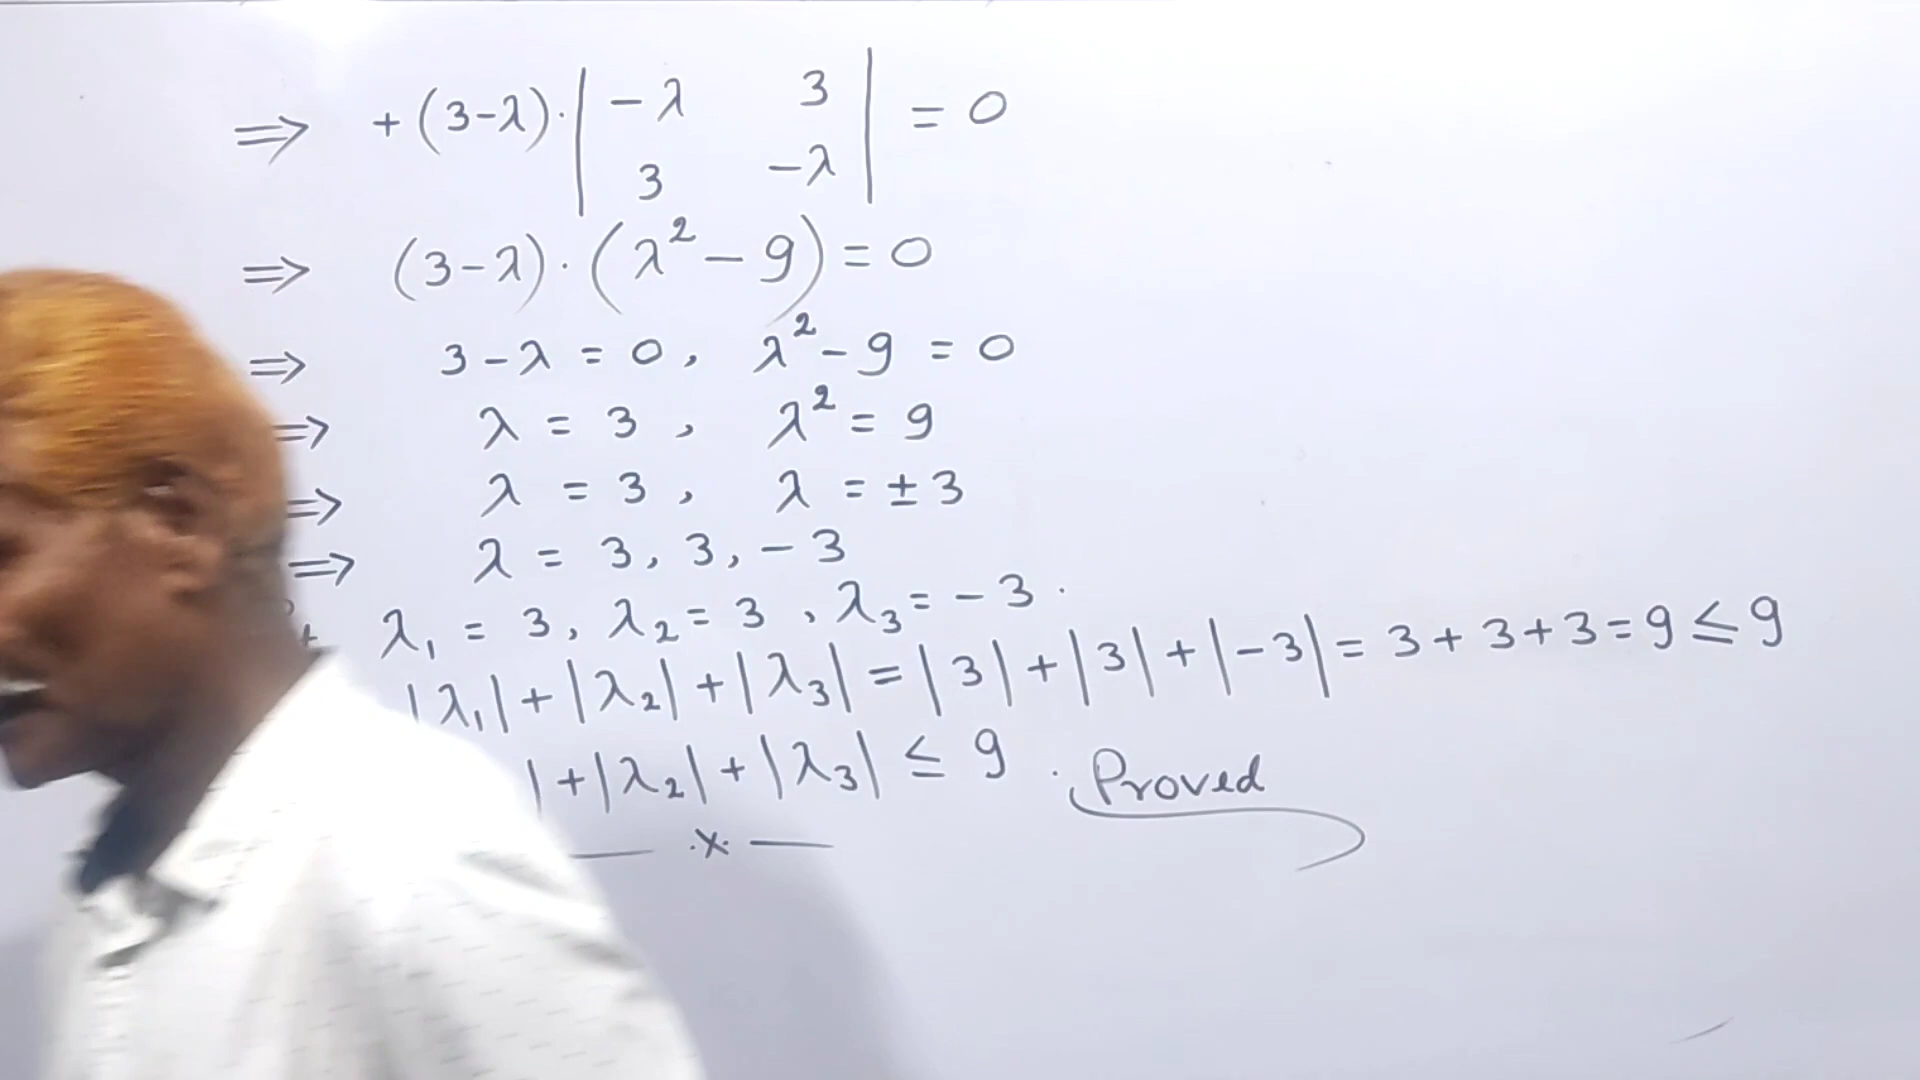 ⇒ + (3-λ)· | -λ 3 | = 0
| 3 -λ |
⇒ (3-λ)·(λ² - 9) = 0
⇒ 3-λ = 0, λ² - 9 = 0
⇒ λ = 3, λ² = 9
⇒ λ = 3, λ = ±3
⇒ λ = 3, 3, -3
λ₁ = 3, λ₂ = 3, λ₃ = -3.
|λ₁| + |λ₂| + |λ₃| = |3| + |3| + |-3| = 3 + 3 + 3 = 9 ≤ 9
| + |λ₂| + |λ₃| ≤ 9. Proved
— ·x· —